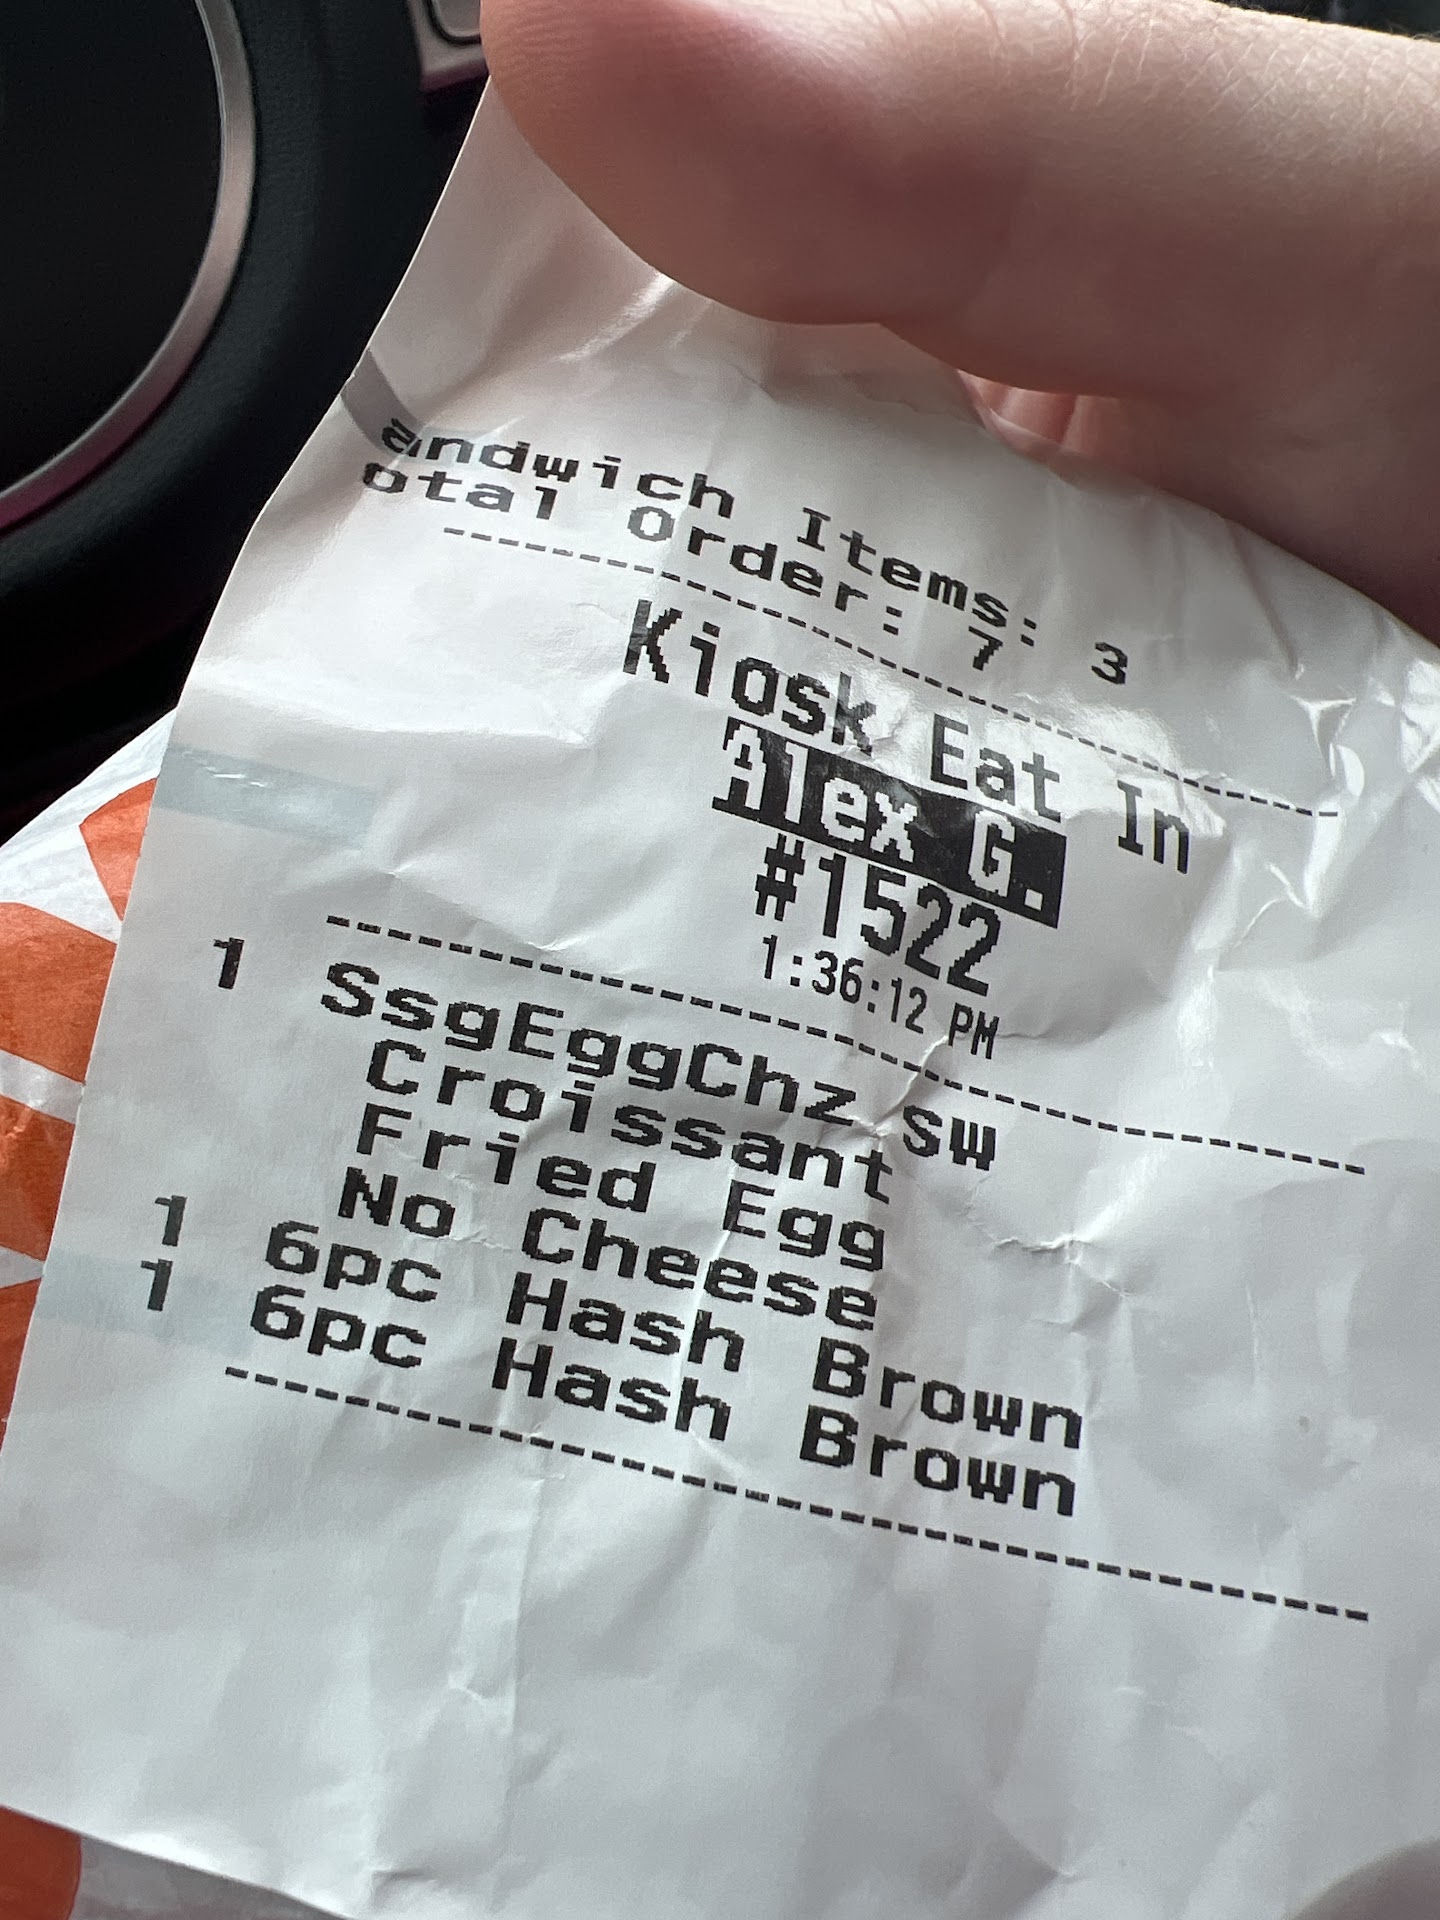 andwich Items: 3
otal Order: 7
Kiosk Eat In
Alex G.
#1522
1:36:12 PM
1 SsgEggChz SW
Croissant
Fried Egg
No Cheese
1 6pc Hash Brown
1 6pc Hash Brown